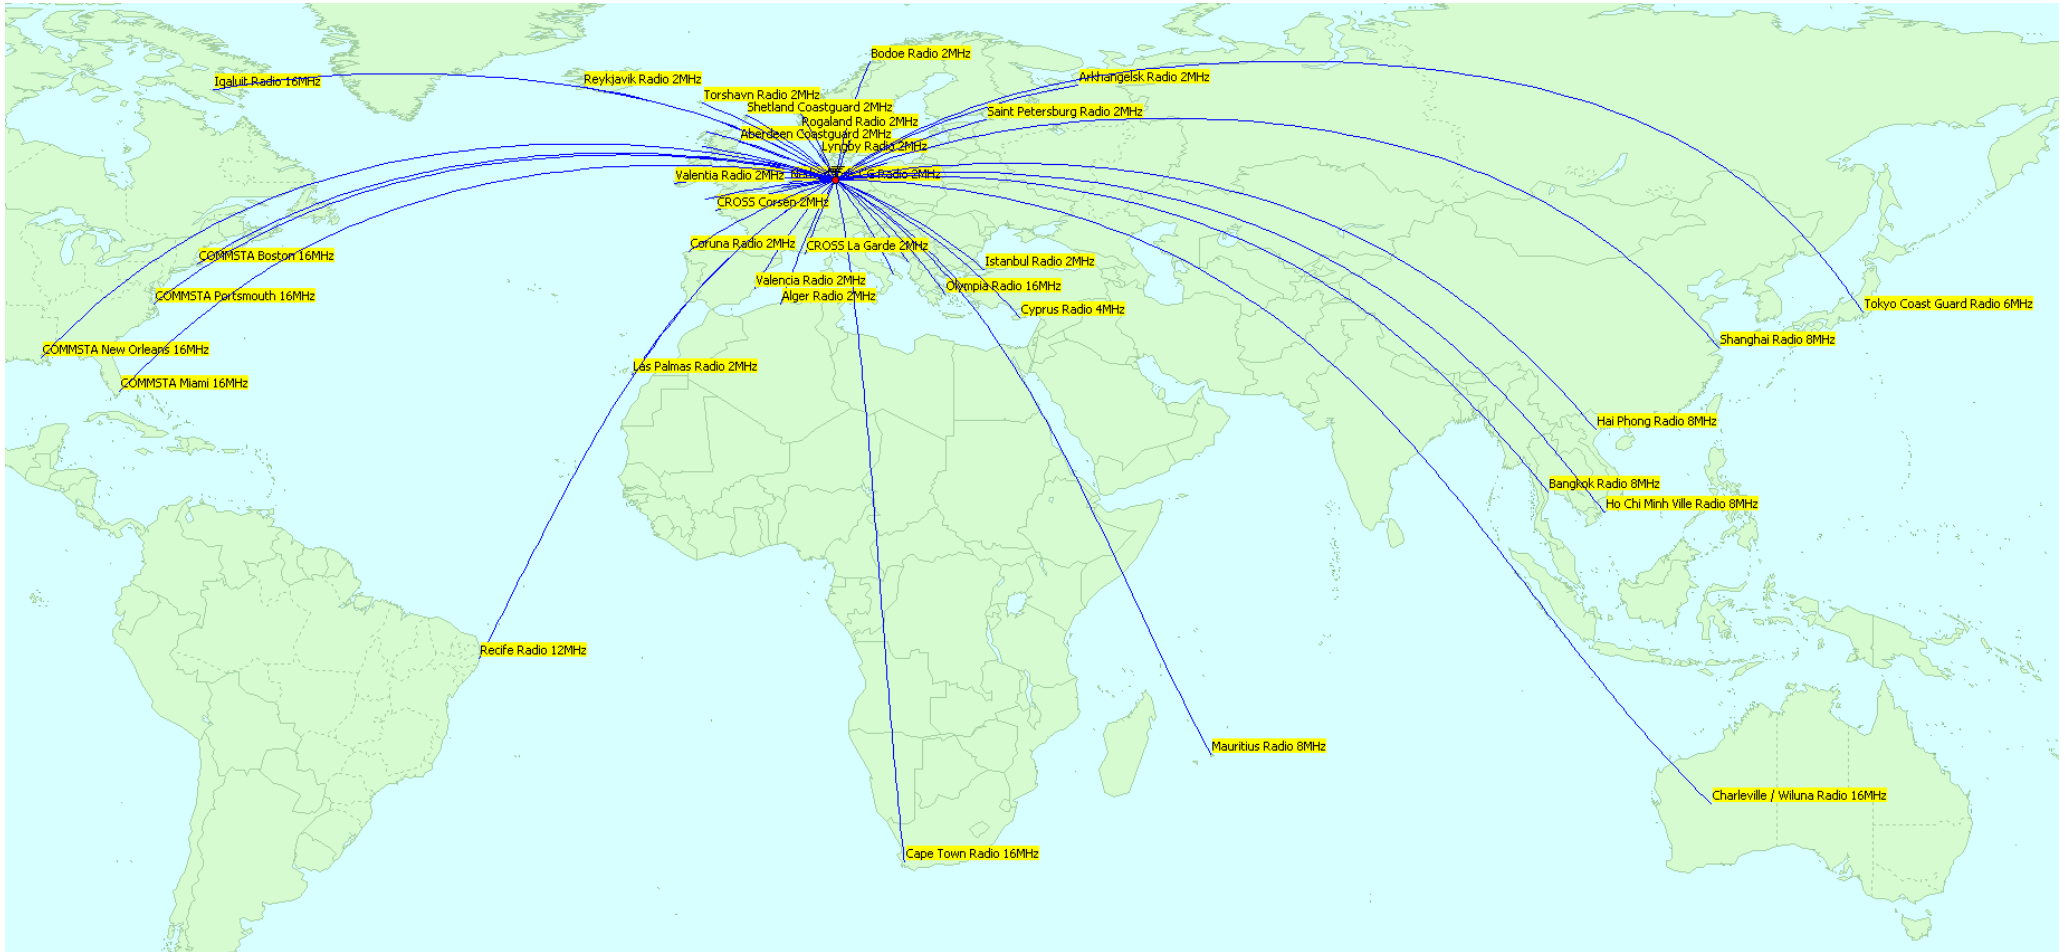 Bodoe Radio 2MHz
Iqaluit Radio 16MHz
Reykjavik Radio 2MHz
Arkhangelsk Radio 2MHz
Torshavn Radio 2MHz
Shetland Coastguard 2MHz
Saint Petersburg Radio 2MHz
Rogaland Radio 2MHz
Aberdeen Coastguard 2MHz
Lyngby Radio 2MHz
Valentia Radio 2MHz
Radio 2MHz
CROSS Corsen 2MHz
Coruna Radio 2MHz
CROSS La Garde 2MHz
COMMSTA Boston 16MHz
Istanbul Radio 2MHz
Valencia Radio 2MHz
Olympia Radio 16MHz
COMMSTA Portsmouth 16MHz
Alger Radio 2MHz
Tokyo Coast Guard Radio 6MHz
Cyprus Radio 4MHz
Shanghai Radio 8MHz
COMMSTA New Orleans 16MHz
Las Palmas Radio 2MHz
COMMSTA Miami 16MHz
Hai Phong Radio 8MHz
Bangkok Radio 8MHz
Ho Chi Minh Ville Radio 8MHz
Recife Radio 12MHz
Mauritius Radio 8MHz
Charleville / Wiluna Radio 16MHz
Cape Town Radio 16MHz